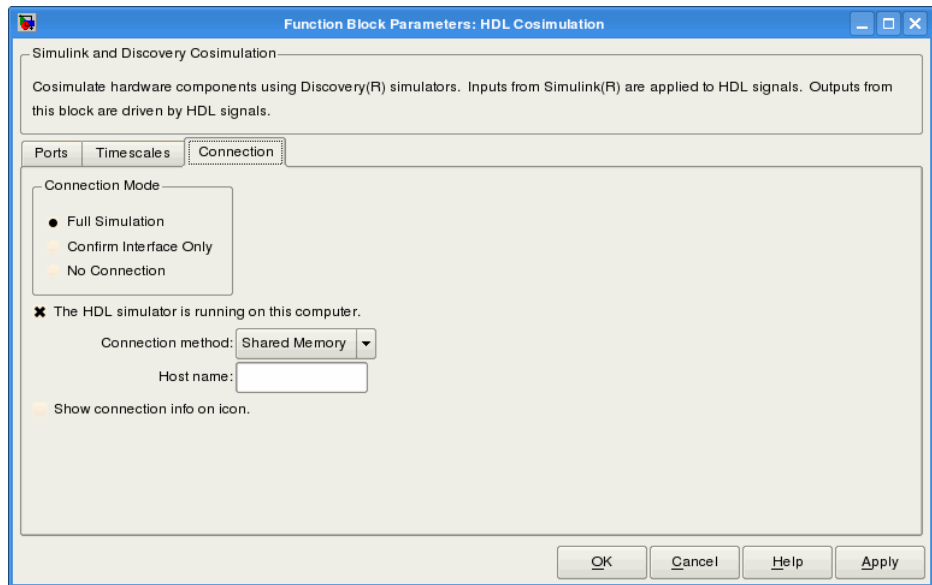 Function Block Parameters: HDL Cosimulation
Simulink and Discovery Cosimulation
Cosimulate hardware components using Discovery(R) simulators. Inputs from Simulink(R) are applied to HDL signals. Outputs from
this block are driven by HDL signals.
Ports Timescales Connection
Connection Mode
Full Simulation
Confirm Interface Only
No Connection
The HDL simulator is running on this computer.
Connection method: Shared Memory
Host name:
Show connection info on icon.
OK Cancel Help Apply